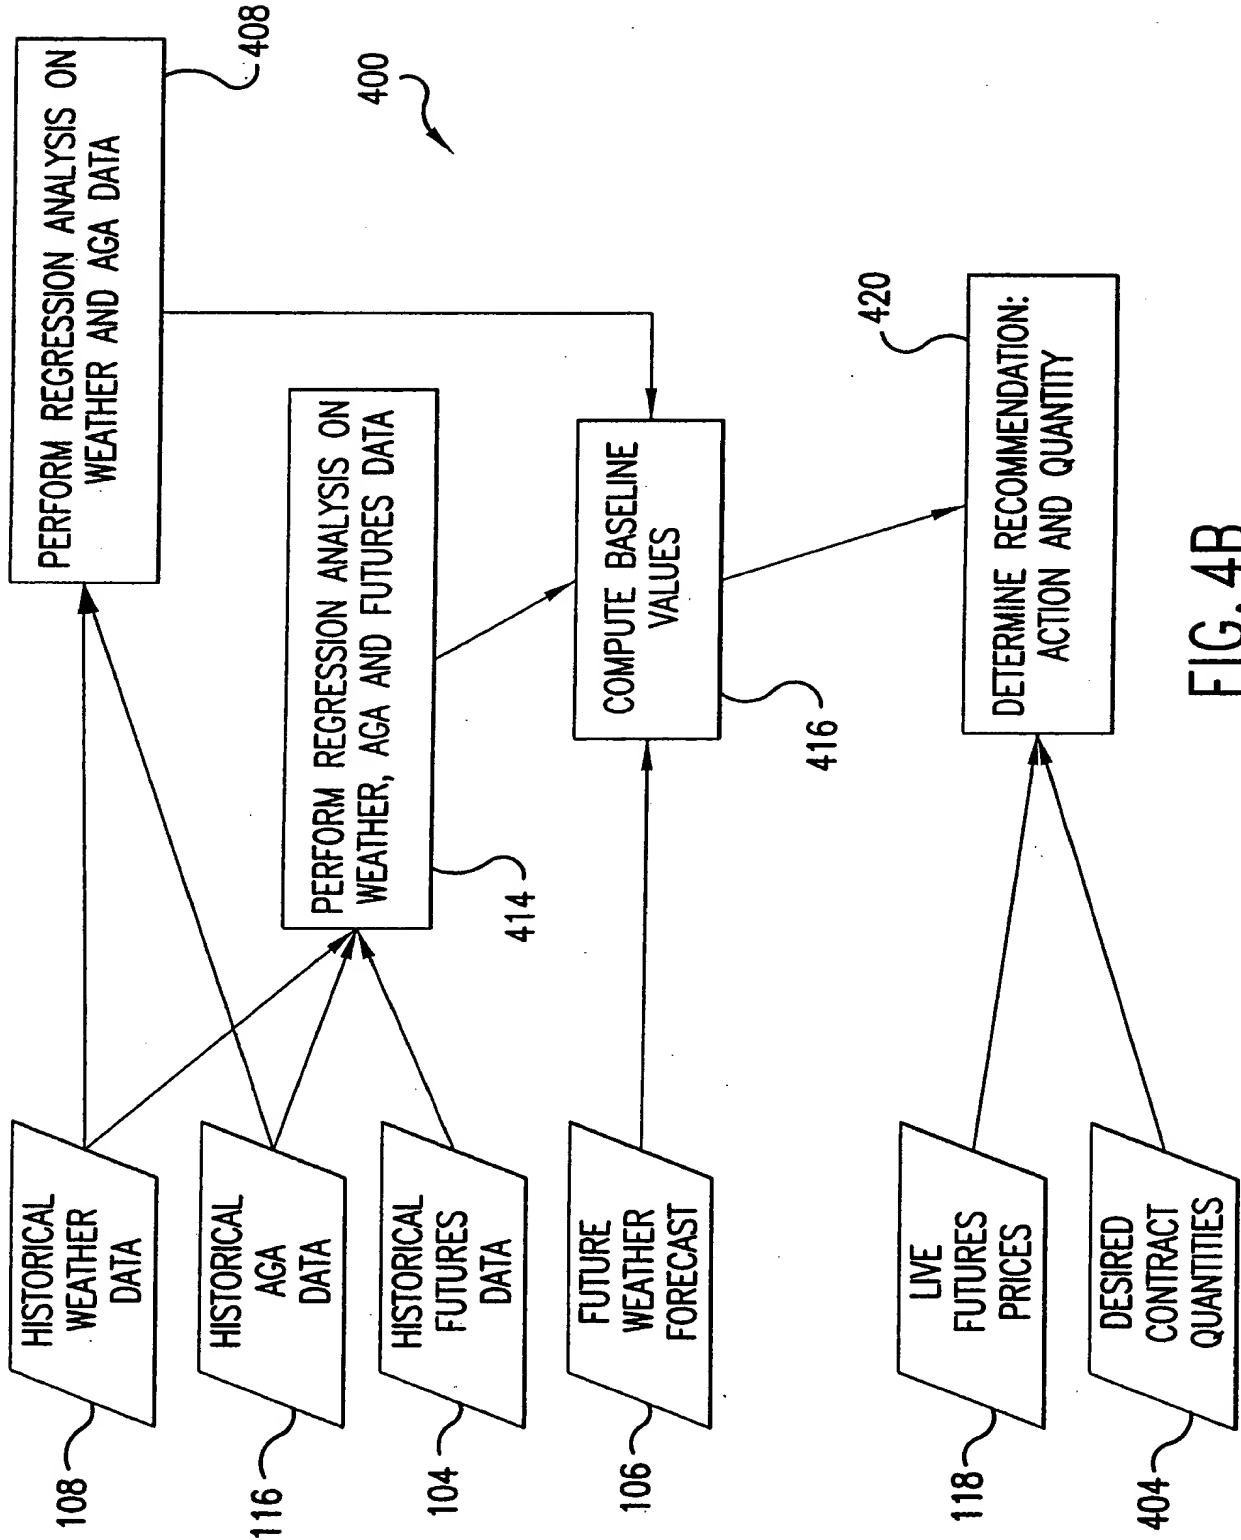 HISTORICAL
WEATHER
DATA
108
HISTORICAL
AGA
DATA
116
HISTORICAL
FUTURES
DATA
104
FUTURE
WEATHER
FORECAST
106
LIVE
FUTURES
PRICES
118
DESIRED
CONTRACT
QUANTITIES
404
PERFORM REGRESSION ANALYSIS ON
WEATHER AND AGA DATA
408
PERFORM REGRESSION ANALYSIS ON
WEATHER, AGA AND FUTURES DATA
414
COMPUTE BASELINE
VALUES
416
DETERMINE RECOMMENDATION:
ACTION AND QUANTITY
420
400
FIG. 4B